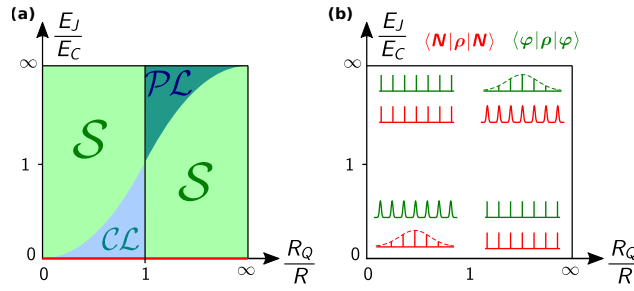 (a)
E_J
E_C
∞
PL
S
S
1
CL
0
0
1
∞
R_Q
R
(b)
E_J
E_C
⟨N|ρ|N⟩ ⟨φ|ρ|φ⟩
∞
1
0
0
1
∞
R_Q
R